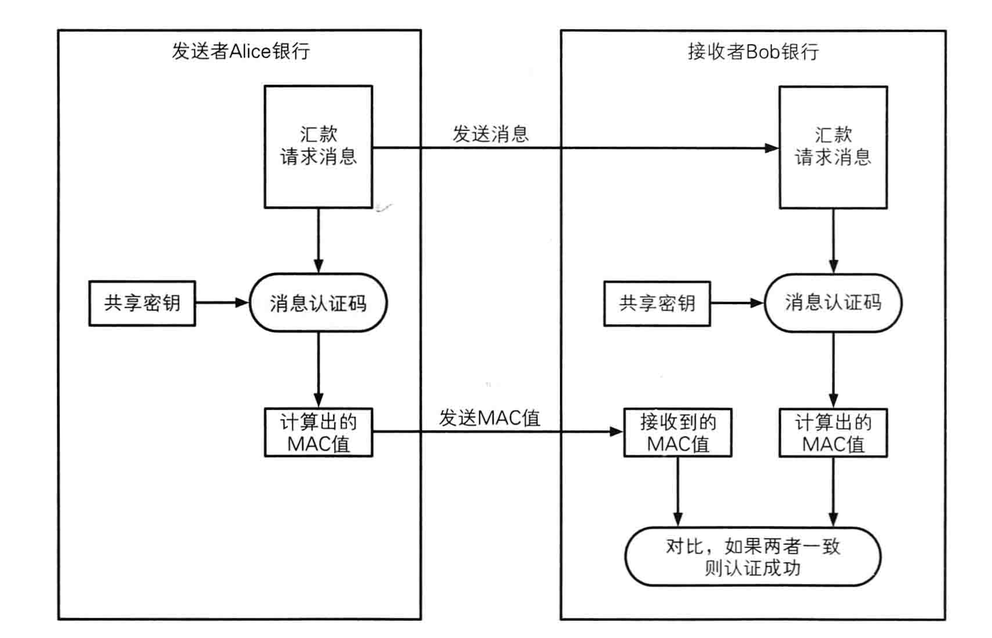 发送者Alice银行
接收者Bob银行
汇款
请求消息
发送消息
汇款
请求消息
共享密钥
消息认证码
共享密钥
消息认证码
计算出的
MAC值
发送MAC值
接收到的
MAC值
计算出的
MAC值
对比，如果两者一致
则认证成功